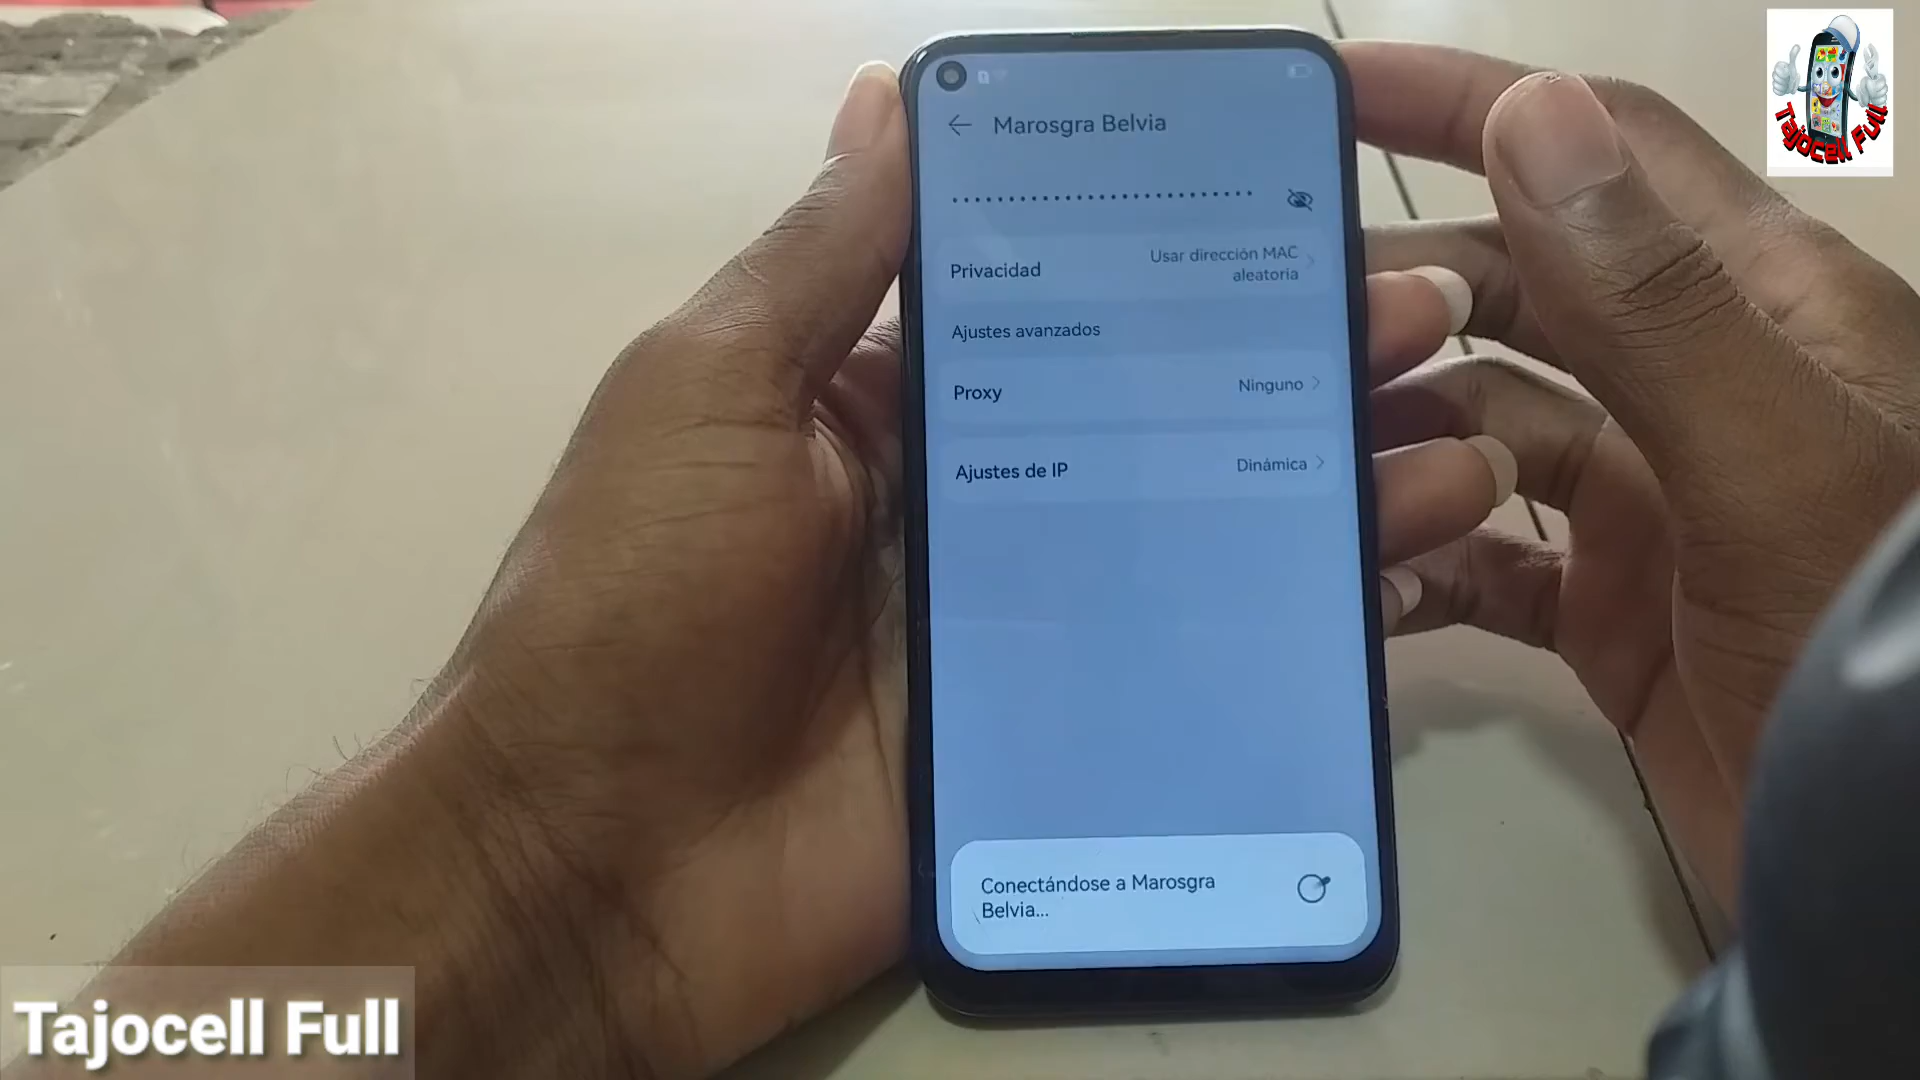 Marosgra Belvia
Privacidad
Usar dirección MAC
aleatoria
Ajustes avanzados
Proxy
Ninguno
Ajustes de IP
Dinámica
Conectándose a Marosgra
Belvia...
Tajocell Full
Tajocell Full